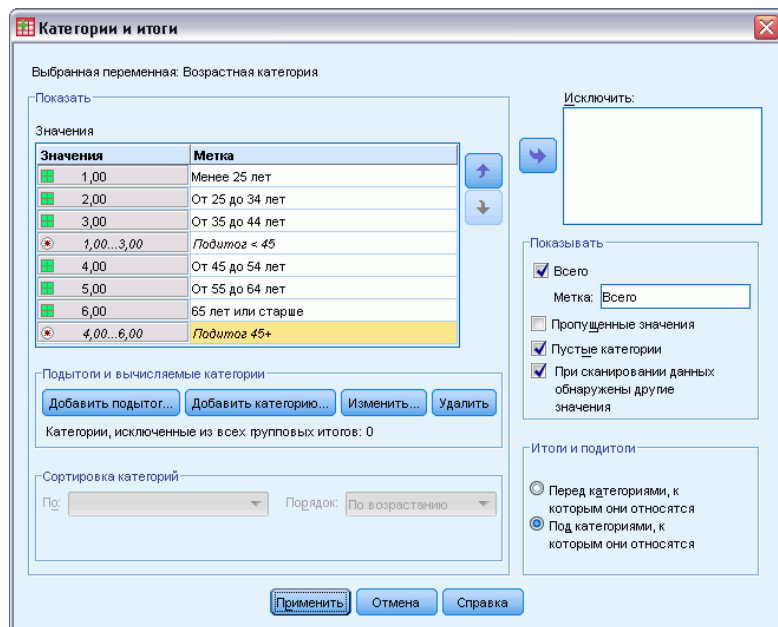 Категории и итоги
Выбранная переменная: Возрастная категория
Показать
Значения
Значения Метка
1,00 Менее 25 лет
2,00 От 25 до 34 лет
3,00 От 35 до 44 лет
1,00...3,00 Подитог < 45
4,00 От 45 до 54 лет
5,00 От 55 до 64 лет
6,00 65 лет или старше
4,00...6,00 Подитог 45+
Подытоги и вычисляемые категории
Добавить подытог... Добавить категорию... Изменить... Удалить
Категории, исключенные из всех групповых итогов: 0
Сортировка категорий
По: Порядок: По возрастанию
Исключить:
Показывать
Всего
Метка: Всего
Пропущенные значения
Пустые категории
При сканировании данных
обнаружены другие
значения
Итоги и подитоги
Перед категориями, к
которым они относятся
Под категориями, к
которым они относятся
Применить Отмена Справка